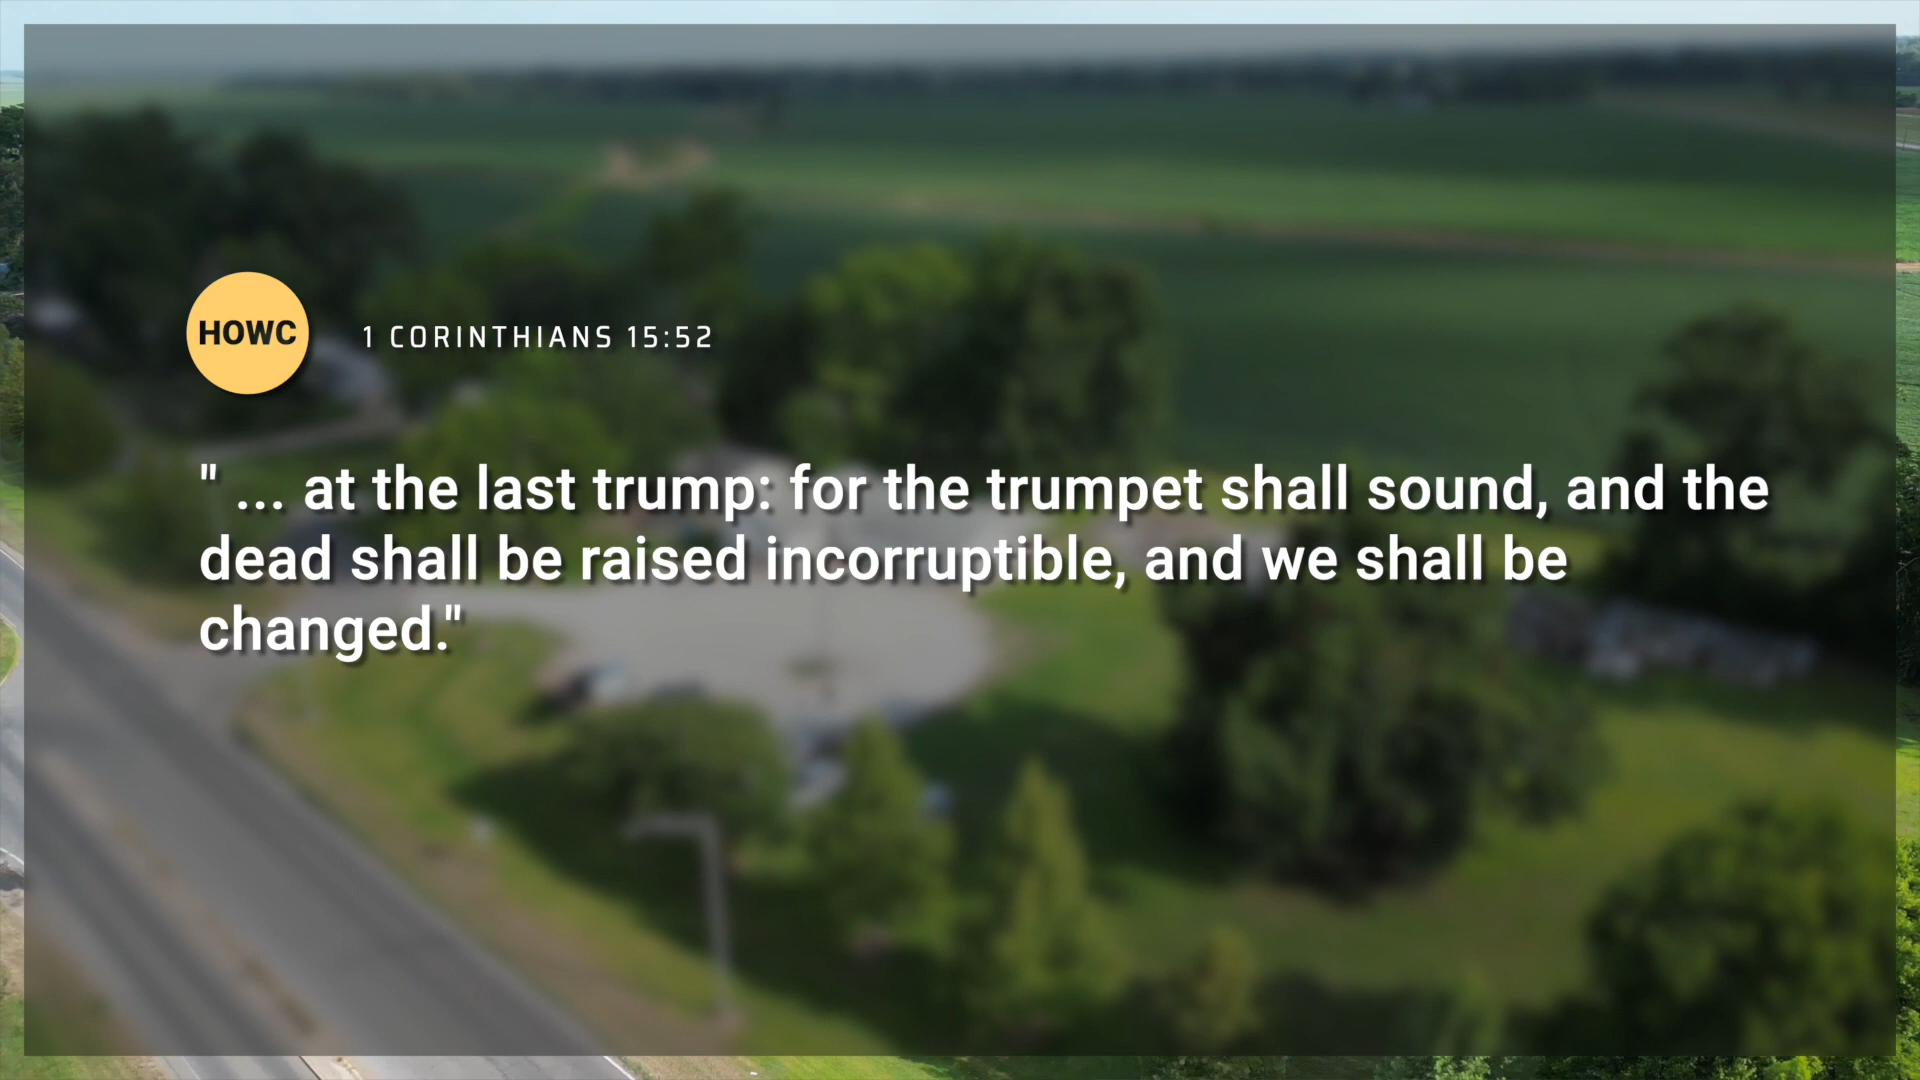 HOWC
1 CORINTHIANS 15:52
" ... at the last trump: for the trumpet shall sound, and the
dead shall be raised incorruptible, and we shall be
changed."